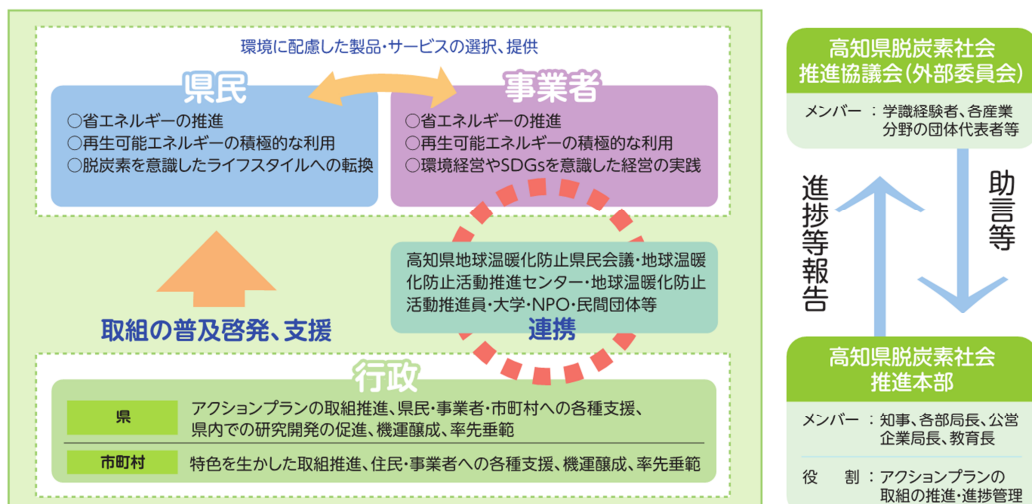 環境に配慮した製品・サービスの選択、提供
県民
○省エネルギーの推進
○再生可能エネルギーの積極的な利用
○脱炭素を意識したライフスタイルへの転換
事業者
○省エネルギーの推進
○再生可能エネルギーの積極的な利用
○環境経営やSDGsを意識した経営の実践
高知県地球温暖化防止県民会議・地球温暖
化防止活動推進センター・地球温暖化防止
活動推進員・大学・NPO・民間団体等
連携
取組の普及啓発、支援
行政
県
アクションプランの取組推進、県民・事業者・市町村への各種支援、
県内での研究開発の促進、機運醸成、率先垂範
市町村
特色を生かした取組推進、住民・事業者への各種支援、機運醸成、率先垂範
高知県脱炭素社会
推進協議会(外部委員会)
メンバー：学識経験者、各産業
分野の団体代表者等
進捗等報告
助言等
高知県脱炭素社会
推進本部
メンバー：知事、各部局長、公営
企業局長、教育長
役　割：アクションプランの
取組の推進・進捗管理